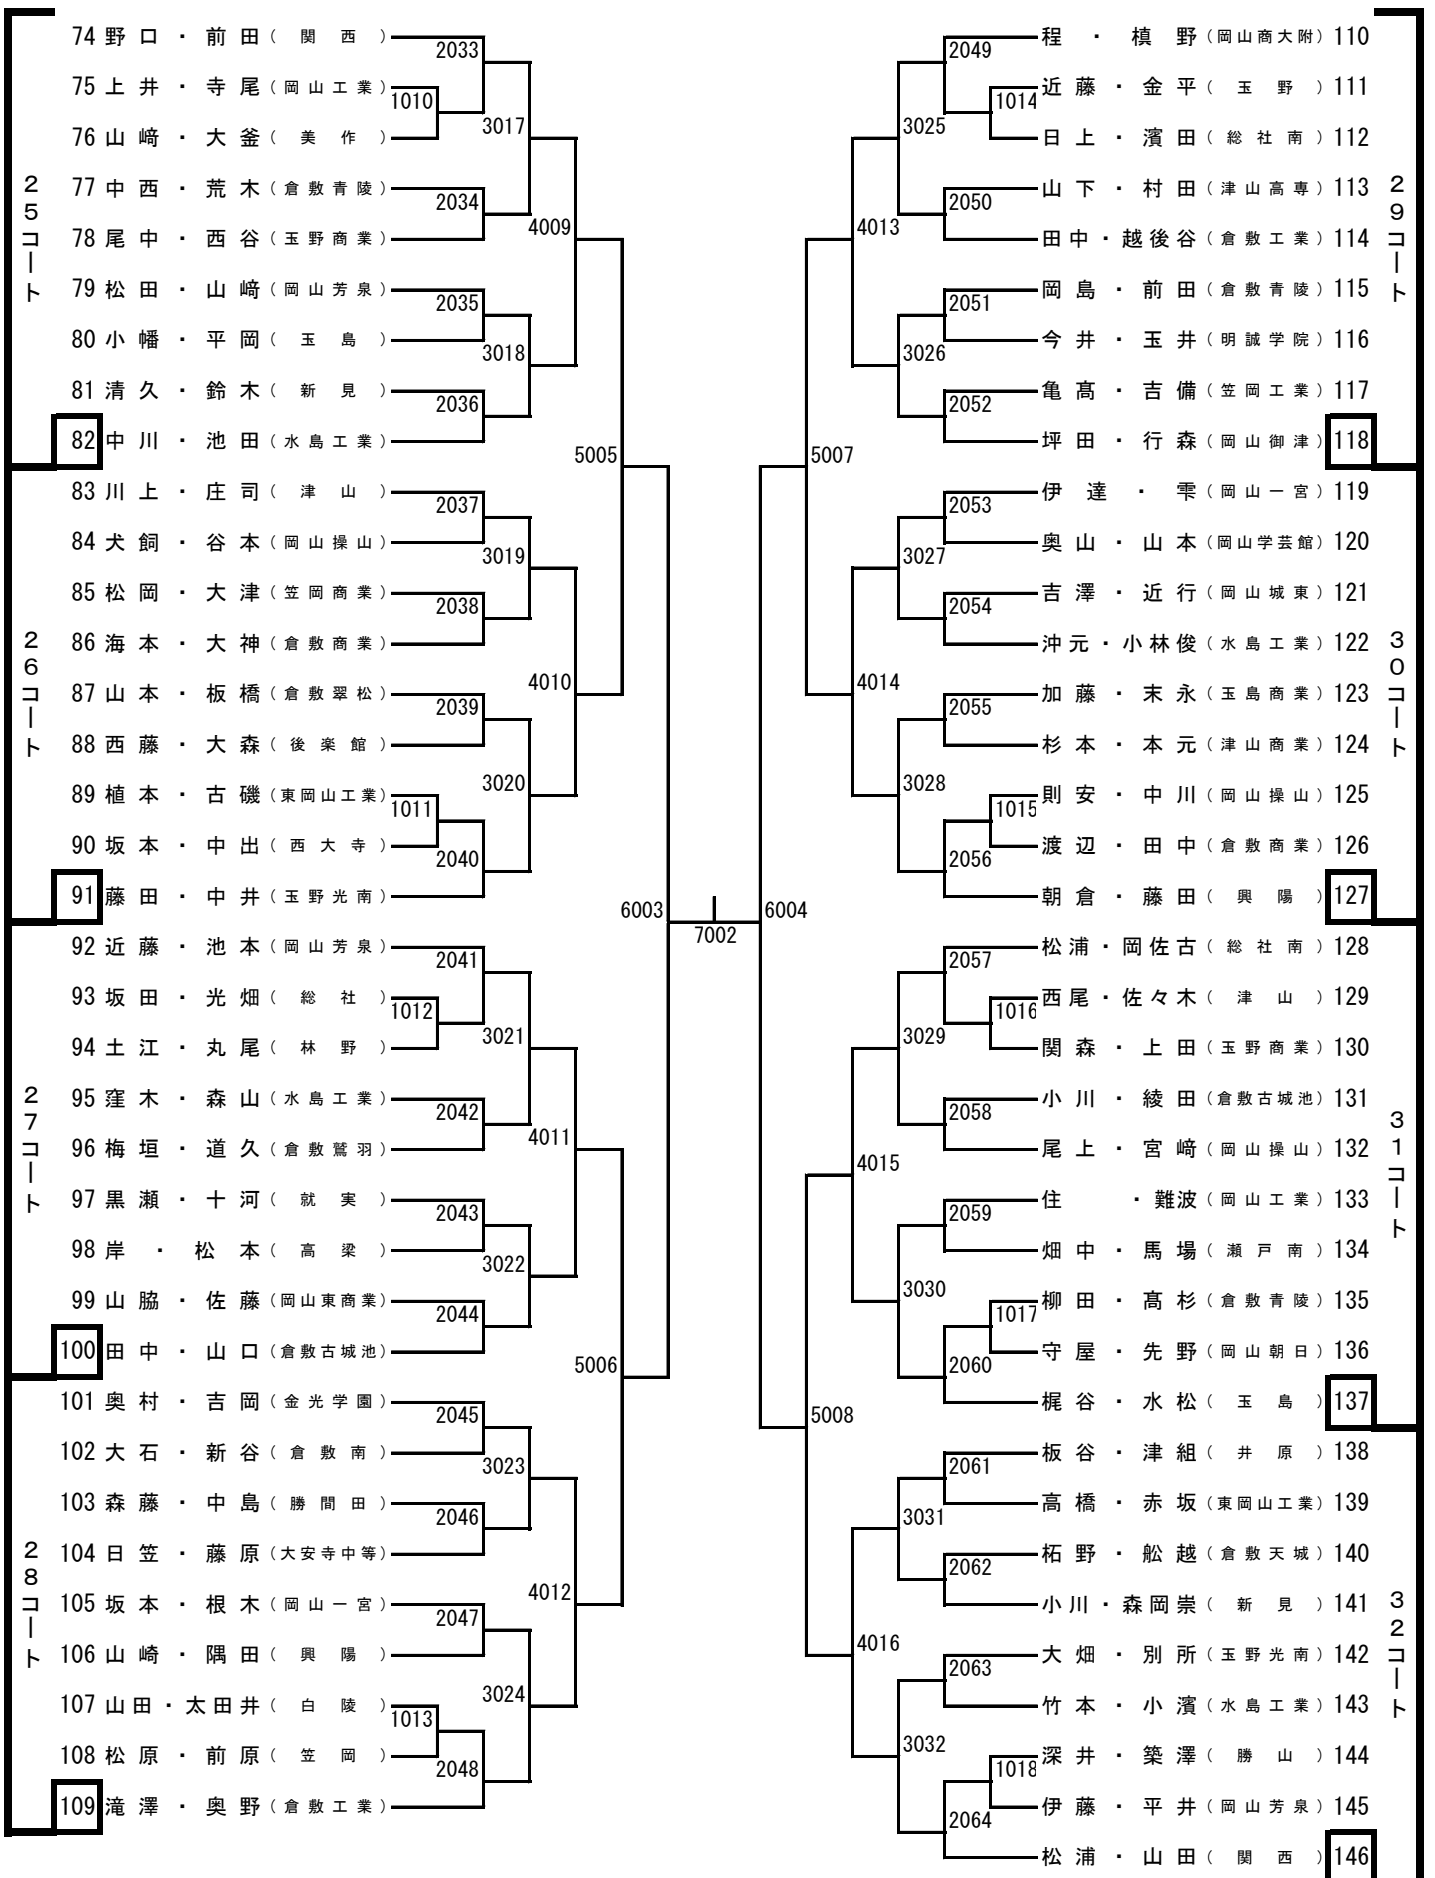 25コート
74 野口・前田(関西)
75 上井・寺尾(岡山工業)
76 山﨑・大釜(美作)
77 中西・荒木(倉敷青陵)
78 尾中・西谷(玉野商業)
79 松田・山﨑(岡山芳泉)
80 小幡・平岡(玉島)
81 清久・鈴木(新見)
82 中川・池田(水島工業)
26コート
83 川上・庄司(津山)
84 犬飼・谷本(岡山操山)
85 松岡・大津(笠岡商業)
86 海本・大神(倉敷商業)
87 山本・板橋(倉敷翠松)
88 西藤・大森(後楽館)
89 植本・古磯(東岡山工業)
90 坂本・中出(西大寺)
91 藤田・中井(玉野光南)
27コート
92 近藤・池本(岡山芳泉)
93 坂田・光畑(総社)
94 土江・丸尾(林野)
95 窪木・森山(水島工業)
96 梅垣・道久(倉敷鷲羽)
97 黒瀬・十河(就実)
98 岸・松本(高梁)
99 山脇・佐藤(岡山東商業)
100 田中・山口(倉敷古城池)
28コート
101 奥村・吉岡(金光学園)
102 大石・新谷(倉敷南)
103 森藤・中島(勝間田)
104 日笠・藤原(大安寺中等)
105 坂本・根木(岡山一宮)
106 山崎・隅田(興陽)
107 山田・太田井(白陵)
108 松原・前原(笠岡)
109 滝澤・奥野(倉敷工業)
1010
1011
1012
1013
2033
2034
2035
2036
2037
2038
2039
2040
2041
2042
2043
2044
2045
2046
2047
2048
3017
3018
3019
3020
3021
3022
3023
3024
4009
4010
4011
4012
5005
5006
6003
7002
6004
5007
5008
4013
4014
4015
4016
3025
3026
3027
3028
3029
3030
3031
3032
2049
2050
2051
2052
2053
2054
2055
2056
2057
2058
2059
2060
2061
2062
2063
2064
1014
1015
1016
1017
1018
程・槙野(岡山商大附) 110
近藤・金平(玉野) 111
日上・濱田(総社南) 112
山下・村田(津山高専) 113
田中・越後谷(倉敷工業) 114
岡島・前田(倉敷青陵) 115
今井・玉井(明誠学院) 116
亀髙・吉備(笠岡工業) 117
坪田・行森(岡山御津) 118
29コート
伊達・雫(岡山一宮) 119
奥山・山本(岡山学芸館) 120
吉澤・近行(岡山城東) 121
沖元・小林俊(水島工業) 122
加藤・末永(玉島商業) 123
杉本・本元(津山商業) 124
則安・中川(岡山操山) 125
渡辺・田中(倉敷商業) 126
朝倉・藤田(興陽) 127
30コート
松浦・岡佐古(総社南) 128
西尾・佐々木(津山) 129
関森・上田(玉野商業) 130
小川・綾田(倉敷古城池) 131
尾上・宮﨑(岡山操山) 132
住・難波(岡山工業) 133
畑中・馬場(瀬戸南) 134
柳田・髙杉(倉敷青陵) 135
守屋・先野(岡山朝日) 136
梶谷・水松(玉島) 137
31コート
板谷・津組(井原) 138
高橋・赤坂(東岡山工業) 139
柘野・舩越(倉敷天城) 140
小川・森岡崇(新見) 141
大畑・別所(玉野光南) 142
竹本・小濱(水島工業) 143
深井・築澤(勝山) 144
伊藤・平井(岡山芳泉) 145
松浦・山田(関西) 146
32コート